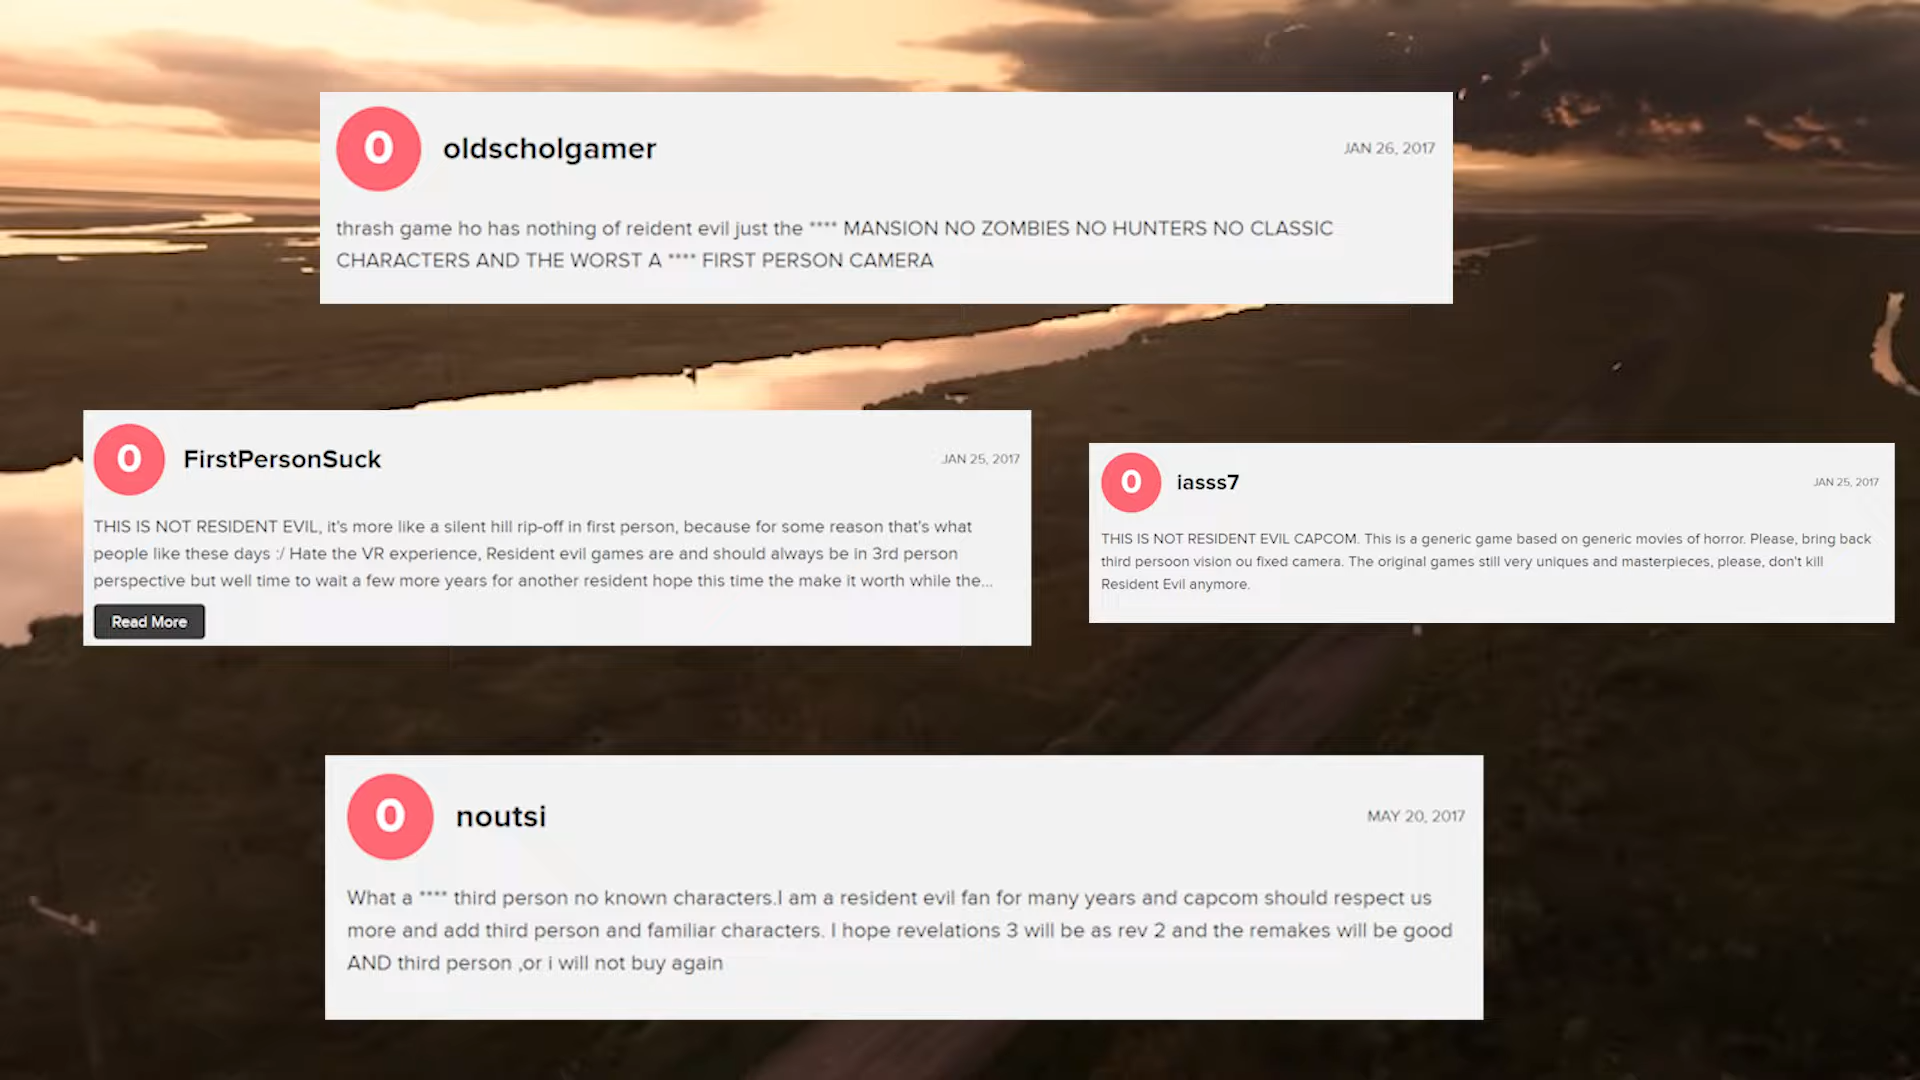 0 oldscholgamer JAN 26, 2017
thrash game ho has nothing of reident evil just the **** MANSION NO ZOMBIES NO HUNTERS NO CLASSIC
CHARACTERS AND THE WORST A **** FIRST PERSON CAMERA
0 FirstPersonSuck JAN 25, 2017
THIS IS NOT RESIDENT EVIL, it's more like a silent hill rip-off in first person, because for some reason that's what
people like these days :/ Hate the VR experience, Resident evil games are and should always be in 3rd person
perspective but well time to wait a few more years for another resident hope this time the make it worth while the...
Read More
0 iasss7 JAN 25, 2017
THIS IS NOT RESIDENT EVIL CAPCOM. This is a generic game based on generic movies of horror. Please, bring back
third persoon vision ou fixed camera. The original games still very uniques and masterpieces, please, don't kill
Resident Evil anymore.
0 noutsi MAY 20, 2017
What a **** third person no known characters.I am a resident evil fan for many years and capcom should respect us
more and add third person and familiar characters. I hope revelations 3 will be as rev 2 and the remakes will be good
AND third person ,or i will not buy again